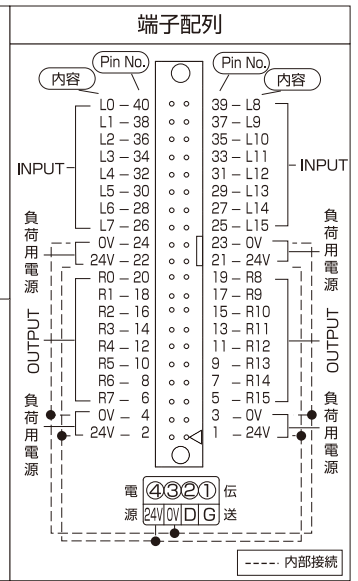 端子配列
Pin No. Pin No.
内容 内容
L0 – 40 39 – L8
L1 – 38 37 – L9
L2 – 36 35 – L10
L3 – 34 33 – L11
L4 – 32 31 – L12
L5 – 30 29 – L13
L6 – 28 27 – L14
L7 – 26 25 – L15
INPUT INPUT
0V – 24 23 – 0V
24V – 22 21 – 24V
負荷用電源 負荷用電源
R0 – 20 19 – R8
R1 – 18 17 – R9
R2 – 16 15 – R10
R3 – 14 13 – R11
R4 – 12 11 – R12
R5 – 10 9 – R13
R6 – 8 7 – R14
R7 – 6 5 – R15
OUTPUT OUTPUT
0V – 4 3 – 0V
24V – 2 1 – 24V
負荷用電源 負荷用電源
電源 ④③②① 伝送
24V 0V D G
内部接続